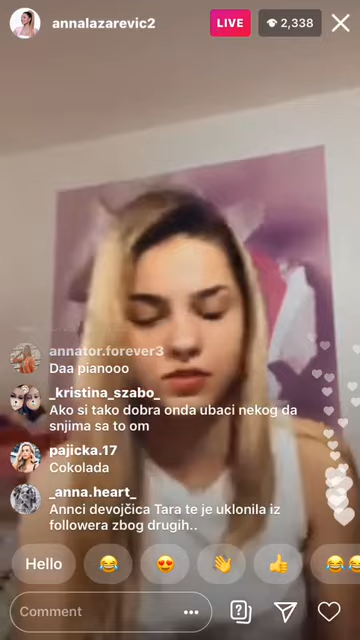 annalazarevic2
LIVE
2,338
annator.forever3
Daa pianooo
_kristina_szabo_
Ako si tako dobra onda ubaci nekog da
snjima sa to om
pajicka.17
Cokolada
_anna.heart_
Annci devojčica Tara te je uklonila iz
followera zbog drugih..
Hello
Comment